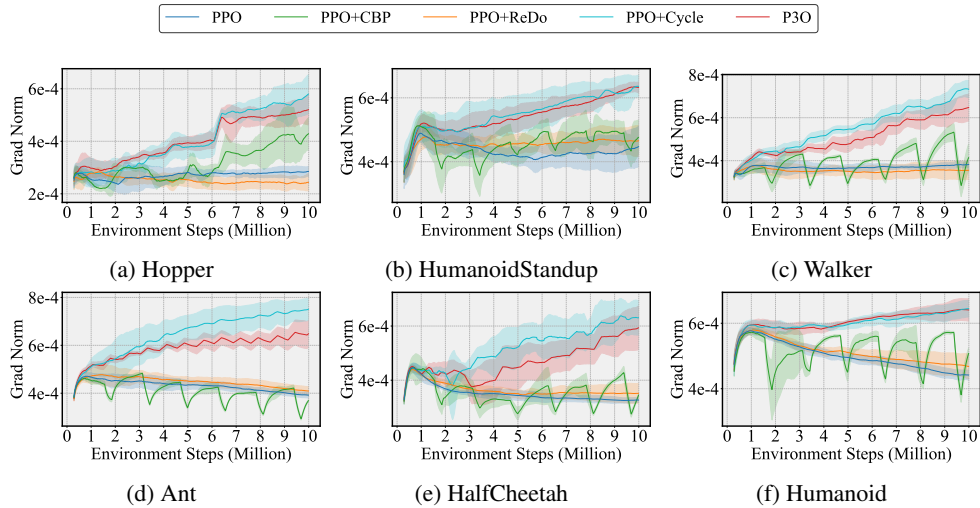 PPO PPO+CBP PPO+ReDo PPO+Cycle P3O
Grad Norm
6e-4
4e-4
2e-4
0 1 2 3 4 5 6 7 8 9 10
Environment Steps (Million)
(a) Hopper
Grad Norm
6e-4
4e-4
0 1 2 3 4 5 6 7 8 9 10
Environment Steps (Million)
(b) HumanoidStandup
Grad Norm
8e-4
6e-4
4e-4
0 1 2 3 4 5 6 7 8 9 10
Environment Steps (Million)
(c) Walker
Grad Norm
8e-4
6e-4
4e-4
0 1 2 3 4 5 6 7 8 9 10
Environment Steps (Million)
(d) Ant
Grad Norm
6e-4
4e-4
0 1 2 3 4 5 6 7 8 9 10
Environment Steps (Million)
(e) HalfCheetah
Grad Norm
6e-4
4e-4
0 1 2 3 4 5 6 7 8 9 10
Environment Steps (Million)
(f) Humanoid